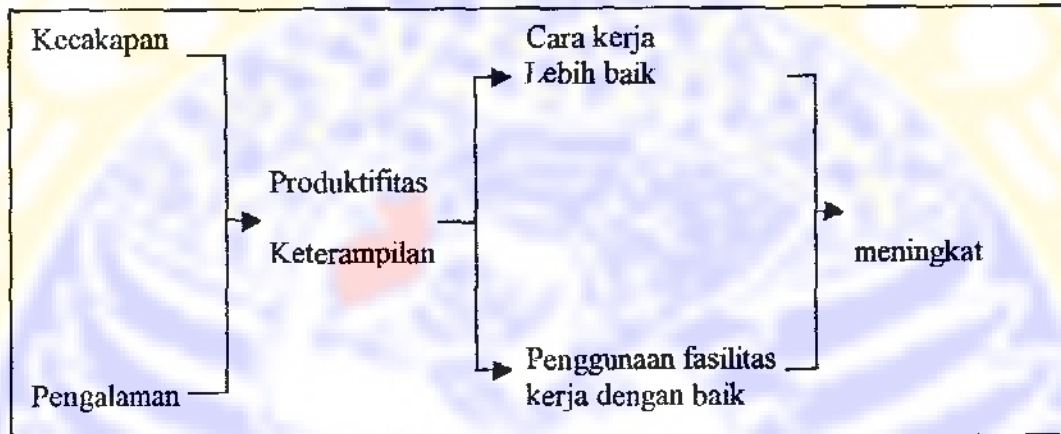 Kecakapan
Pengalaman
Produktifitas
Keterampilan
Cara kerja
Lebih baik
Penggunaan fasilitas
kerja dengan baik
meningkat